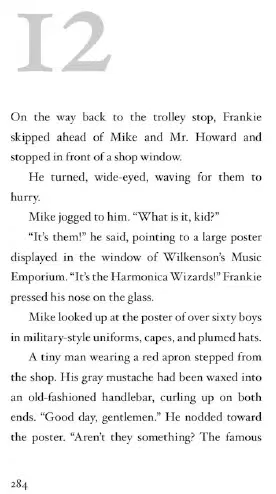 12
On the way back to the trolley stop, Frankie
skipped ahead of Mike and Mr. Howard and
stopped in front of a shop window.
He turned, wide-eyed, waving for them to
hurry.
Mike jogged to him. “What is it, kid?”
“It’s them!” he said, pointing to a large poster
displayed in the window of Wilkenson’s Music
Emporium. “It’s the Harmonica Wizards!” Frankie
pressed his nose on the glass.
Mike looked up at the poster of over sixty boys
in military-style uniforms, capes, and plumed hats.
A tiny man wearing a red apron stepped from
the shop. His gray mustache had been waxed into
an old-fashioned handlebar, curling up on both
ends. “Good day, gentlemen.” He nodded toward
the poster. “Aren’t they something? The famous
284